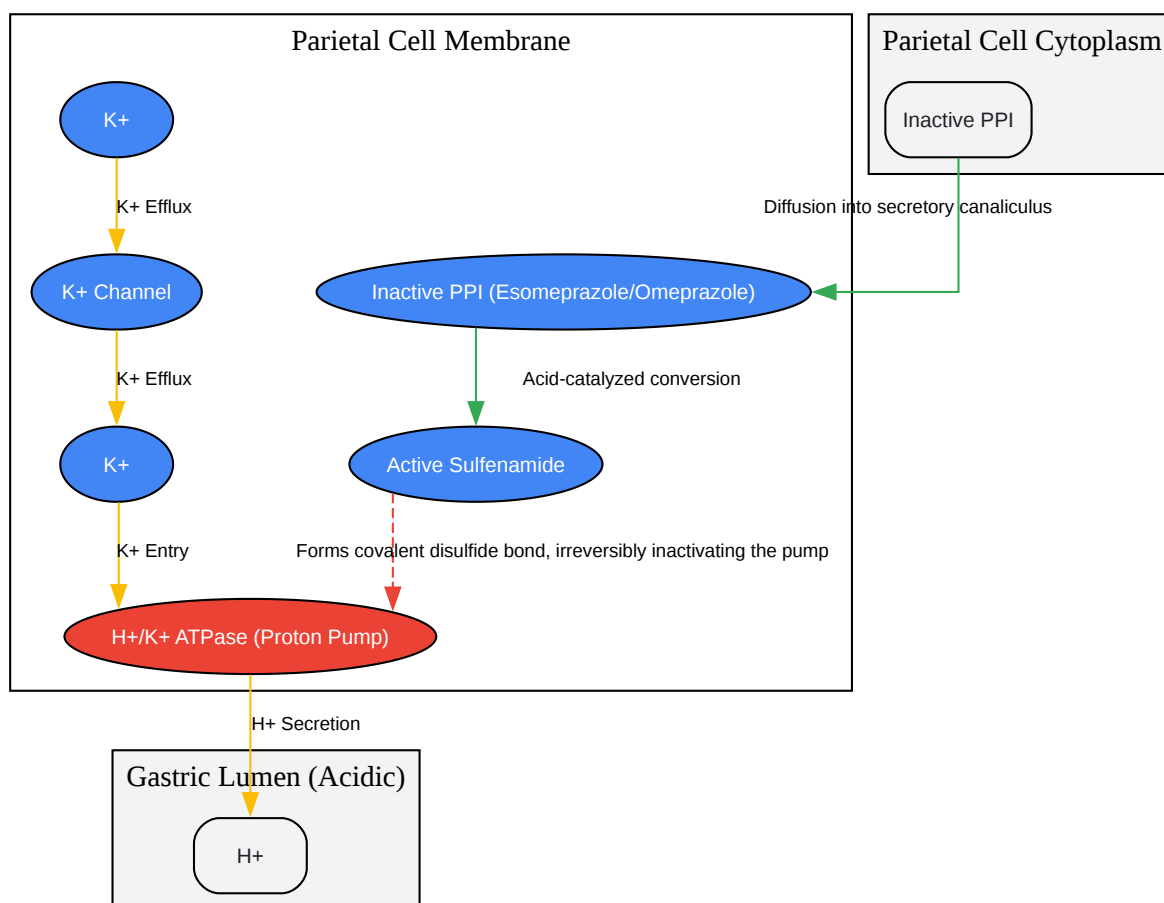 Parietal Cell Membrane
Parietal Cell Cytoplasm
K+
Inactive PPI
K+ Efflux
Diffusion into secretory canaliculus
K+ Channel
Inactive PPI (Esomeprazole/Omeprazole)
K+ Efflux
Acid-catalyzed conversion
K+
Active Sulfenamide
K+ Entry
Forms covalent disulfide bond, irreversibly inactivating the pump
H+/K+ ATPase (Proton Pump)
H+ Secretion
Gastric Lumen (Acidic)
H+